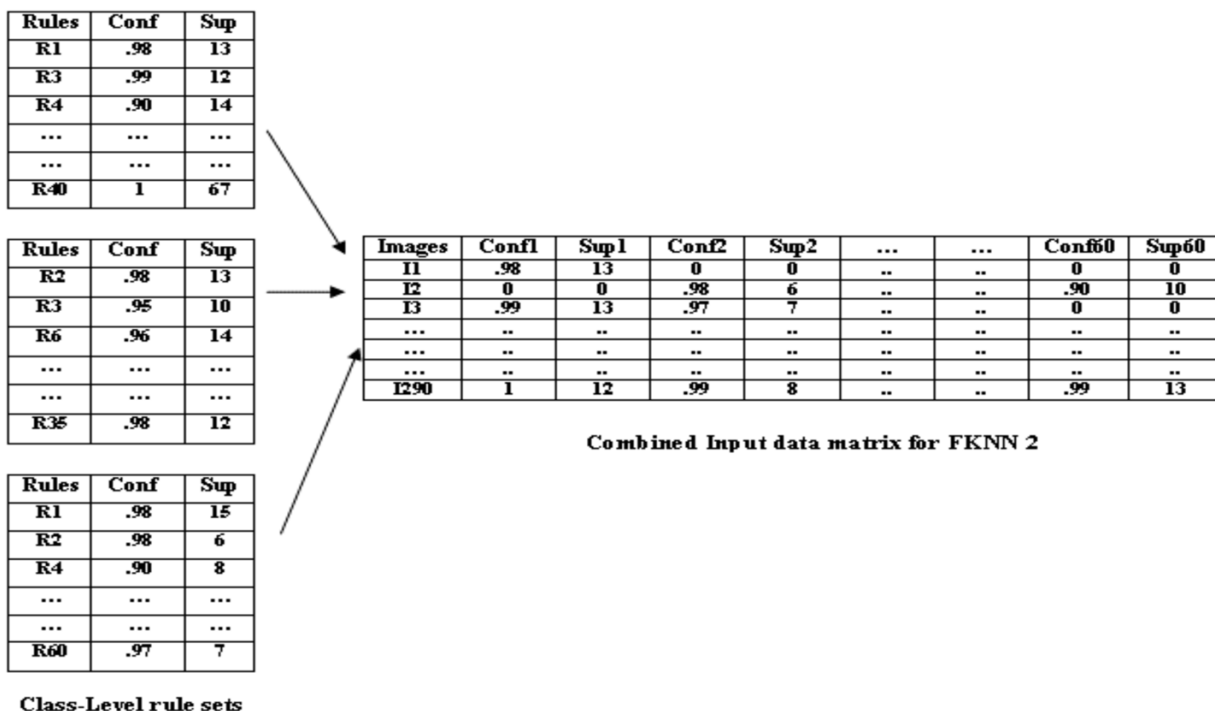 Rules Conf Sup
R1 .98 13
R3 .99 12
R4 .90 14
... ... ...
... ... ...
R40 1 67
Rules Conf Sup
R2 .98 13
R3 .95 10
R6 .96 14
... ... ...
... ... ...
R35 .98 12
Rules Conf Sup
R1 .98 15
R2 .98 6
R4 .90 8
... ... ...
... ... ...
R60 .97 7
Class-Level rule sets
Images Conf1 Sup1 Conf2 Sup2 ... ... Conf60 Sup60
I1 .98 13 0 0 .. .. 0 0
I2 0 0 .98 6 .. .. .90 10
I3 .99 13 .97 7 .. .. 0 0
... .. .. .. .. .. .. .. ..
... .. .. .. .. .. .. .. ..
... .. .. .. .. .. .. .. ..
I290 1 12 .99 8 .. .. .99 13
Combined Input data matrix for FKNN 2